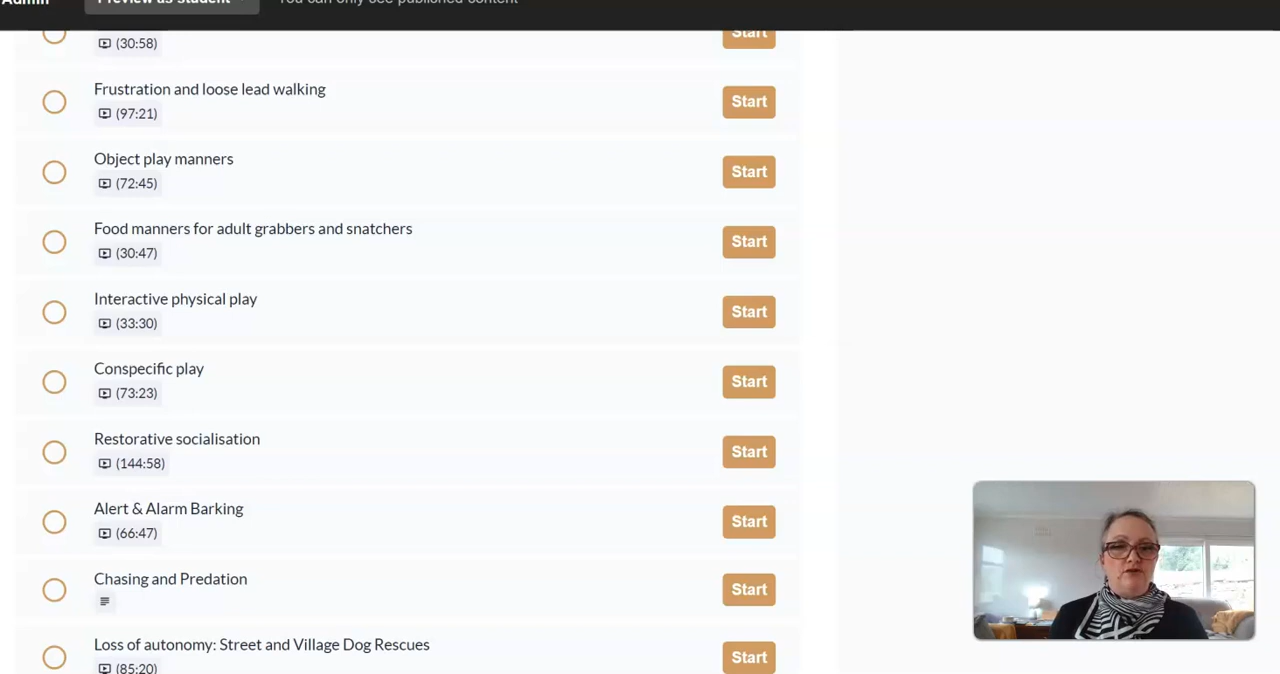 Admin
Preview as student
You can only see published content
Start
(30:58)
Frustration and loose lead walking
(97:21)
Start
Object play manners
(72:45)
Start
Food manners for adult grabbers and snatchers
(30:47)
Start
Interactive physical play
(33:30)
Start
Conspecific play
(73:23)
Start
Restorative socialisation
(144:58)
Start
Alert & Alarm Barking
(66:47)
Start
Chasing and Predation
Start
Loss of autonomy: Street and Village Dog Rescues
(85:20)
Start